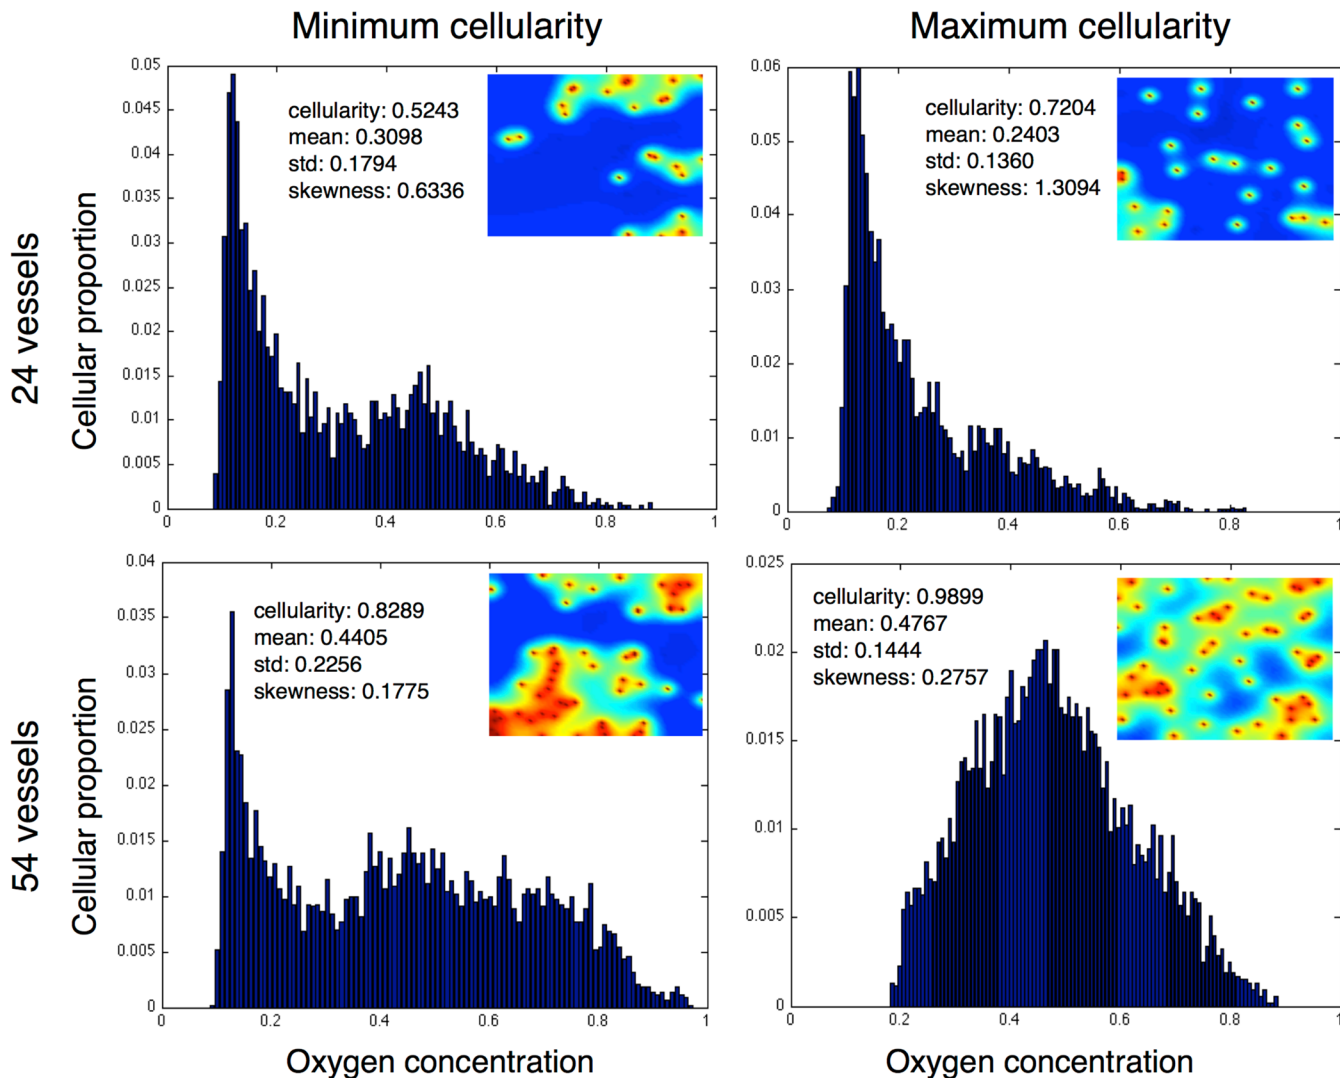 Minimum cellularity
Maximum cellularity
24 vessels
Cellular proportion
0.05
0.045
0.04
0.035
0.03
0.025
0.02
0.015
0.01
0.005
0
0
0.2
0.4
0.6
0.8
1
cellularity: 0.5243
mean: 0.3098
std: 0.1794
skewness: 0.6336
0.06
0.05
0.04
0.03
0.02
0.01
0
0
0.2
0.4
0.6
0.8
1
cellularity: 0.7204
mean: 0.2403
std: 0.1360
skewness: 1.3094
54 vessels
Cellular proportion
0.04
0.035
0.03
0.025
0.02
0.015
0.01
0.005
0
0
0.2
0.4
0.6
0.8
1
cellularity: 0.8289
mean: 0.4405
std: 0.2256
skewness: 0.1775
Oxygen concentration
0.025
0.02
0.015
0.01
0.005
0
0
0.2
0.4
0.6
0.8
1
cellularity: 0.9899
mean: 0.4767
std: 0.1444
skewness: 0.2757
Oxygen concentration